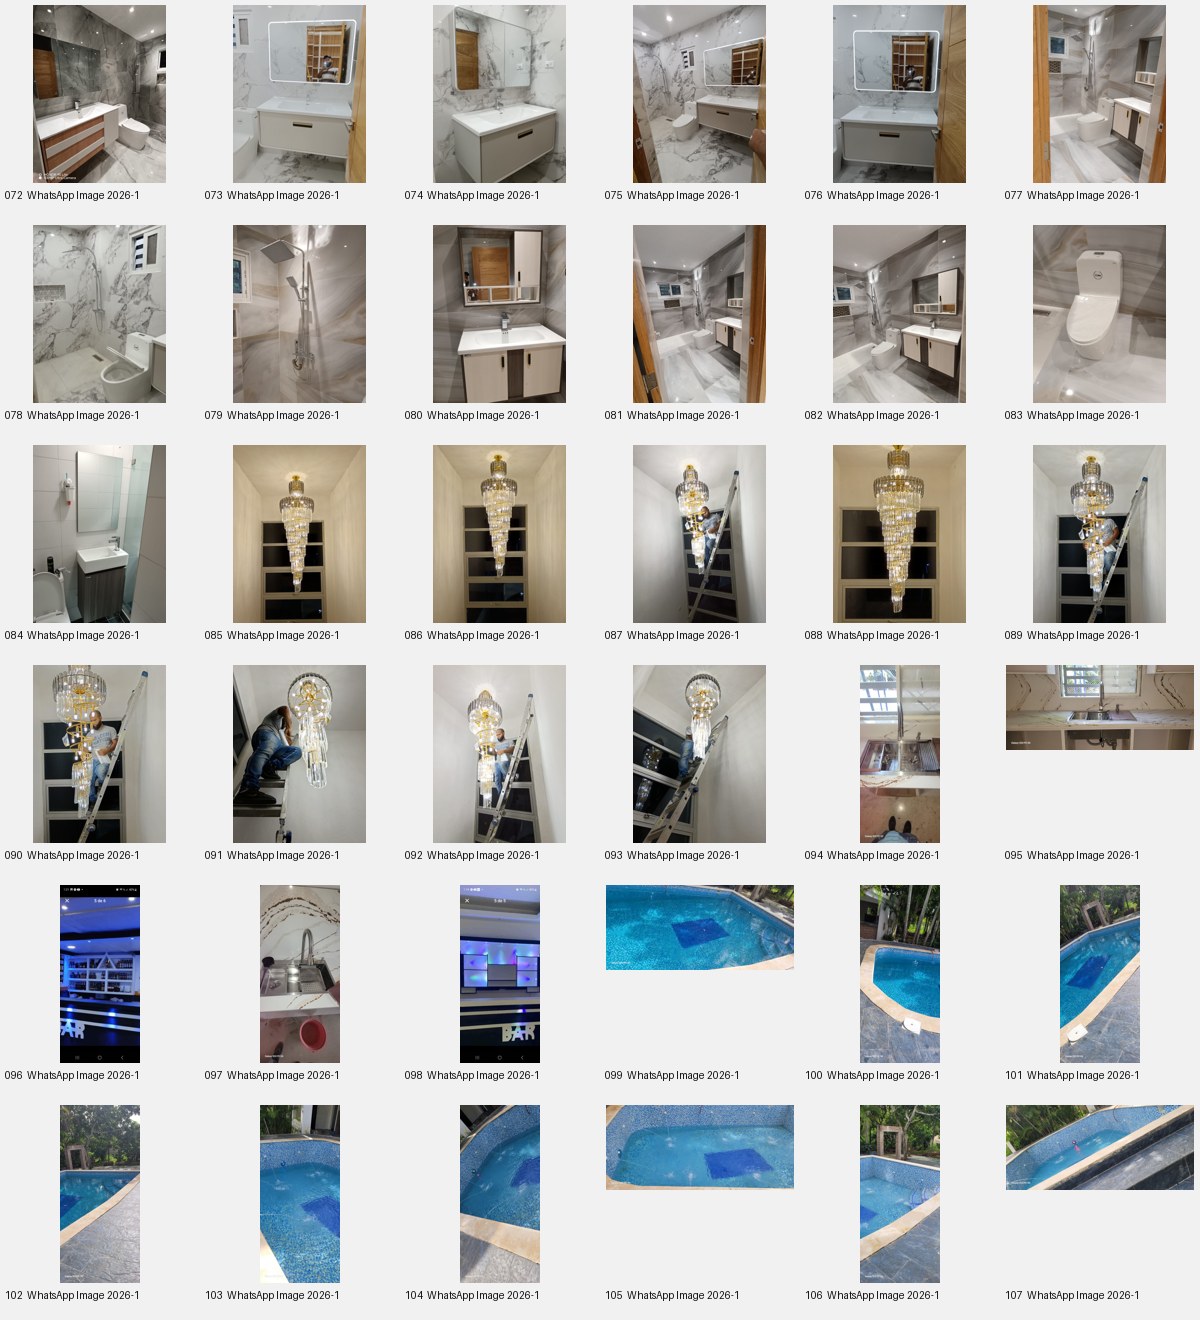 072 WhatsApp Image 2026-1
073 WhatsApp Image 2026-1
074 WhatsApp Image 2026-1
075 WhatsApp Image 2026-1
076 WhatsApp Image 2026-1
077 WhatsApp Image 2026-1
078 WhatsApp Image 2026-1
079 WhatsApp Image 2026-1
080 WhatsApp Image 2026-1
081 WhatsApp Image 2026-1
082 WhatsApp Image 2026-1
083 WhatsApp Image 2026-1
084 WhatsApp Image 2026-1
085 WhatsApp Image 2026-1
086 WhatsApp Image 2026-1
087 WhatsApp Image 2026-1
088 WhatsApp Image 2026-1
089 WhatsApp Image 2026-1
090 WhatsApp Image 2026-1
091 WhatsApp Image 2026-1
092 WhatsApp Image 2026-1
093 WhatsApp Image 2026-1
094 WhatsApp Image 2026-1
095 WhatsApp Image 2026-1
BAR
BAR
096 WhatsApp Image 2026-1
097 WhatsApp Image 2026-1
098 WhatsApp Image 2026-1
099 WhatsApp Image 2026-1
100 WhatsApp Image 2026-1
101 WhatsApp Image 2026-1
102 WhatsApp Image 2026-1
103 WhatsApp Image 2026-1
104 WhatsApp Image 2026-1
105 WhatsApp Image 2026-1
106 WhatsApp Image 2026-1
107 WhatsApp Image 2026-1